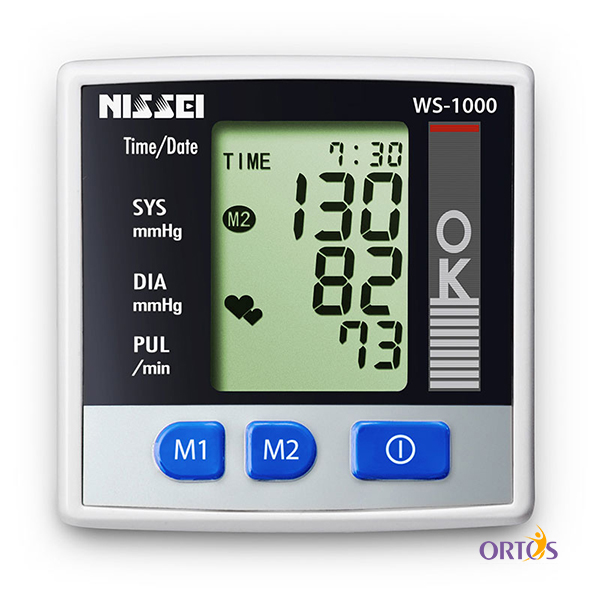 NISSEI WS-1000
Time/Date
TIME 7:30
SYS
mmHg
M2 130
DIA
mmHg
82
PUL
/min
73
OK
M1 M2
ORTOS